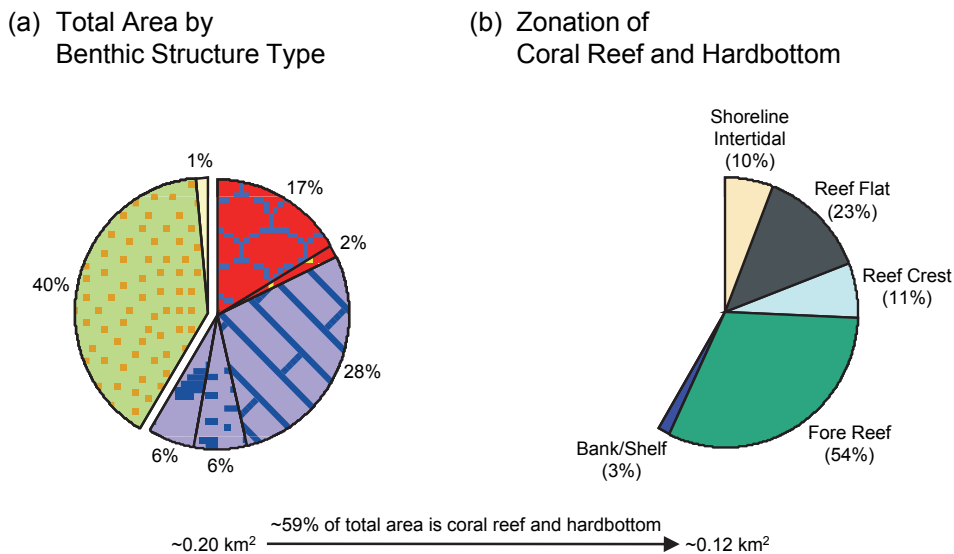 (a) Total Area by
Benthic Structure Type
(b) Zonation of
Coral Reef and Hardbottom
1%
17%
2%
40%
28%
6%
6%
Shoreline
Intertidal
(10%)
Reef Flat
(23%)
Reef Crest
(11%)
Fore Reef
(54%)
Bank/Shelf
(3%)
~59% of total area is coral reef and hardbottom
~0.20 km²
~0.12 km²